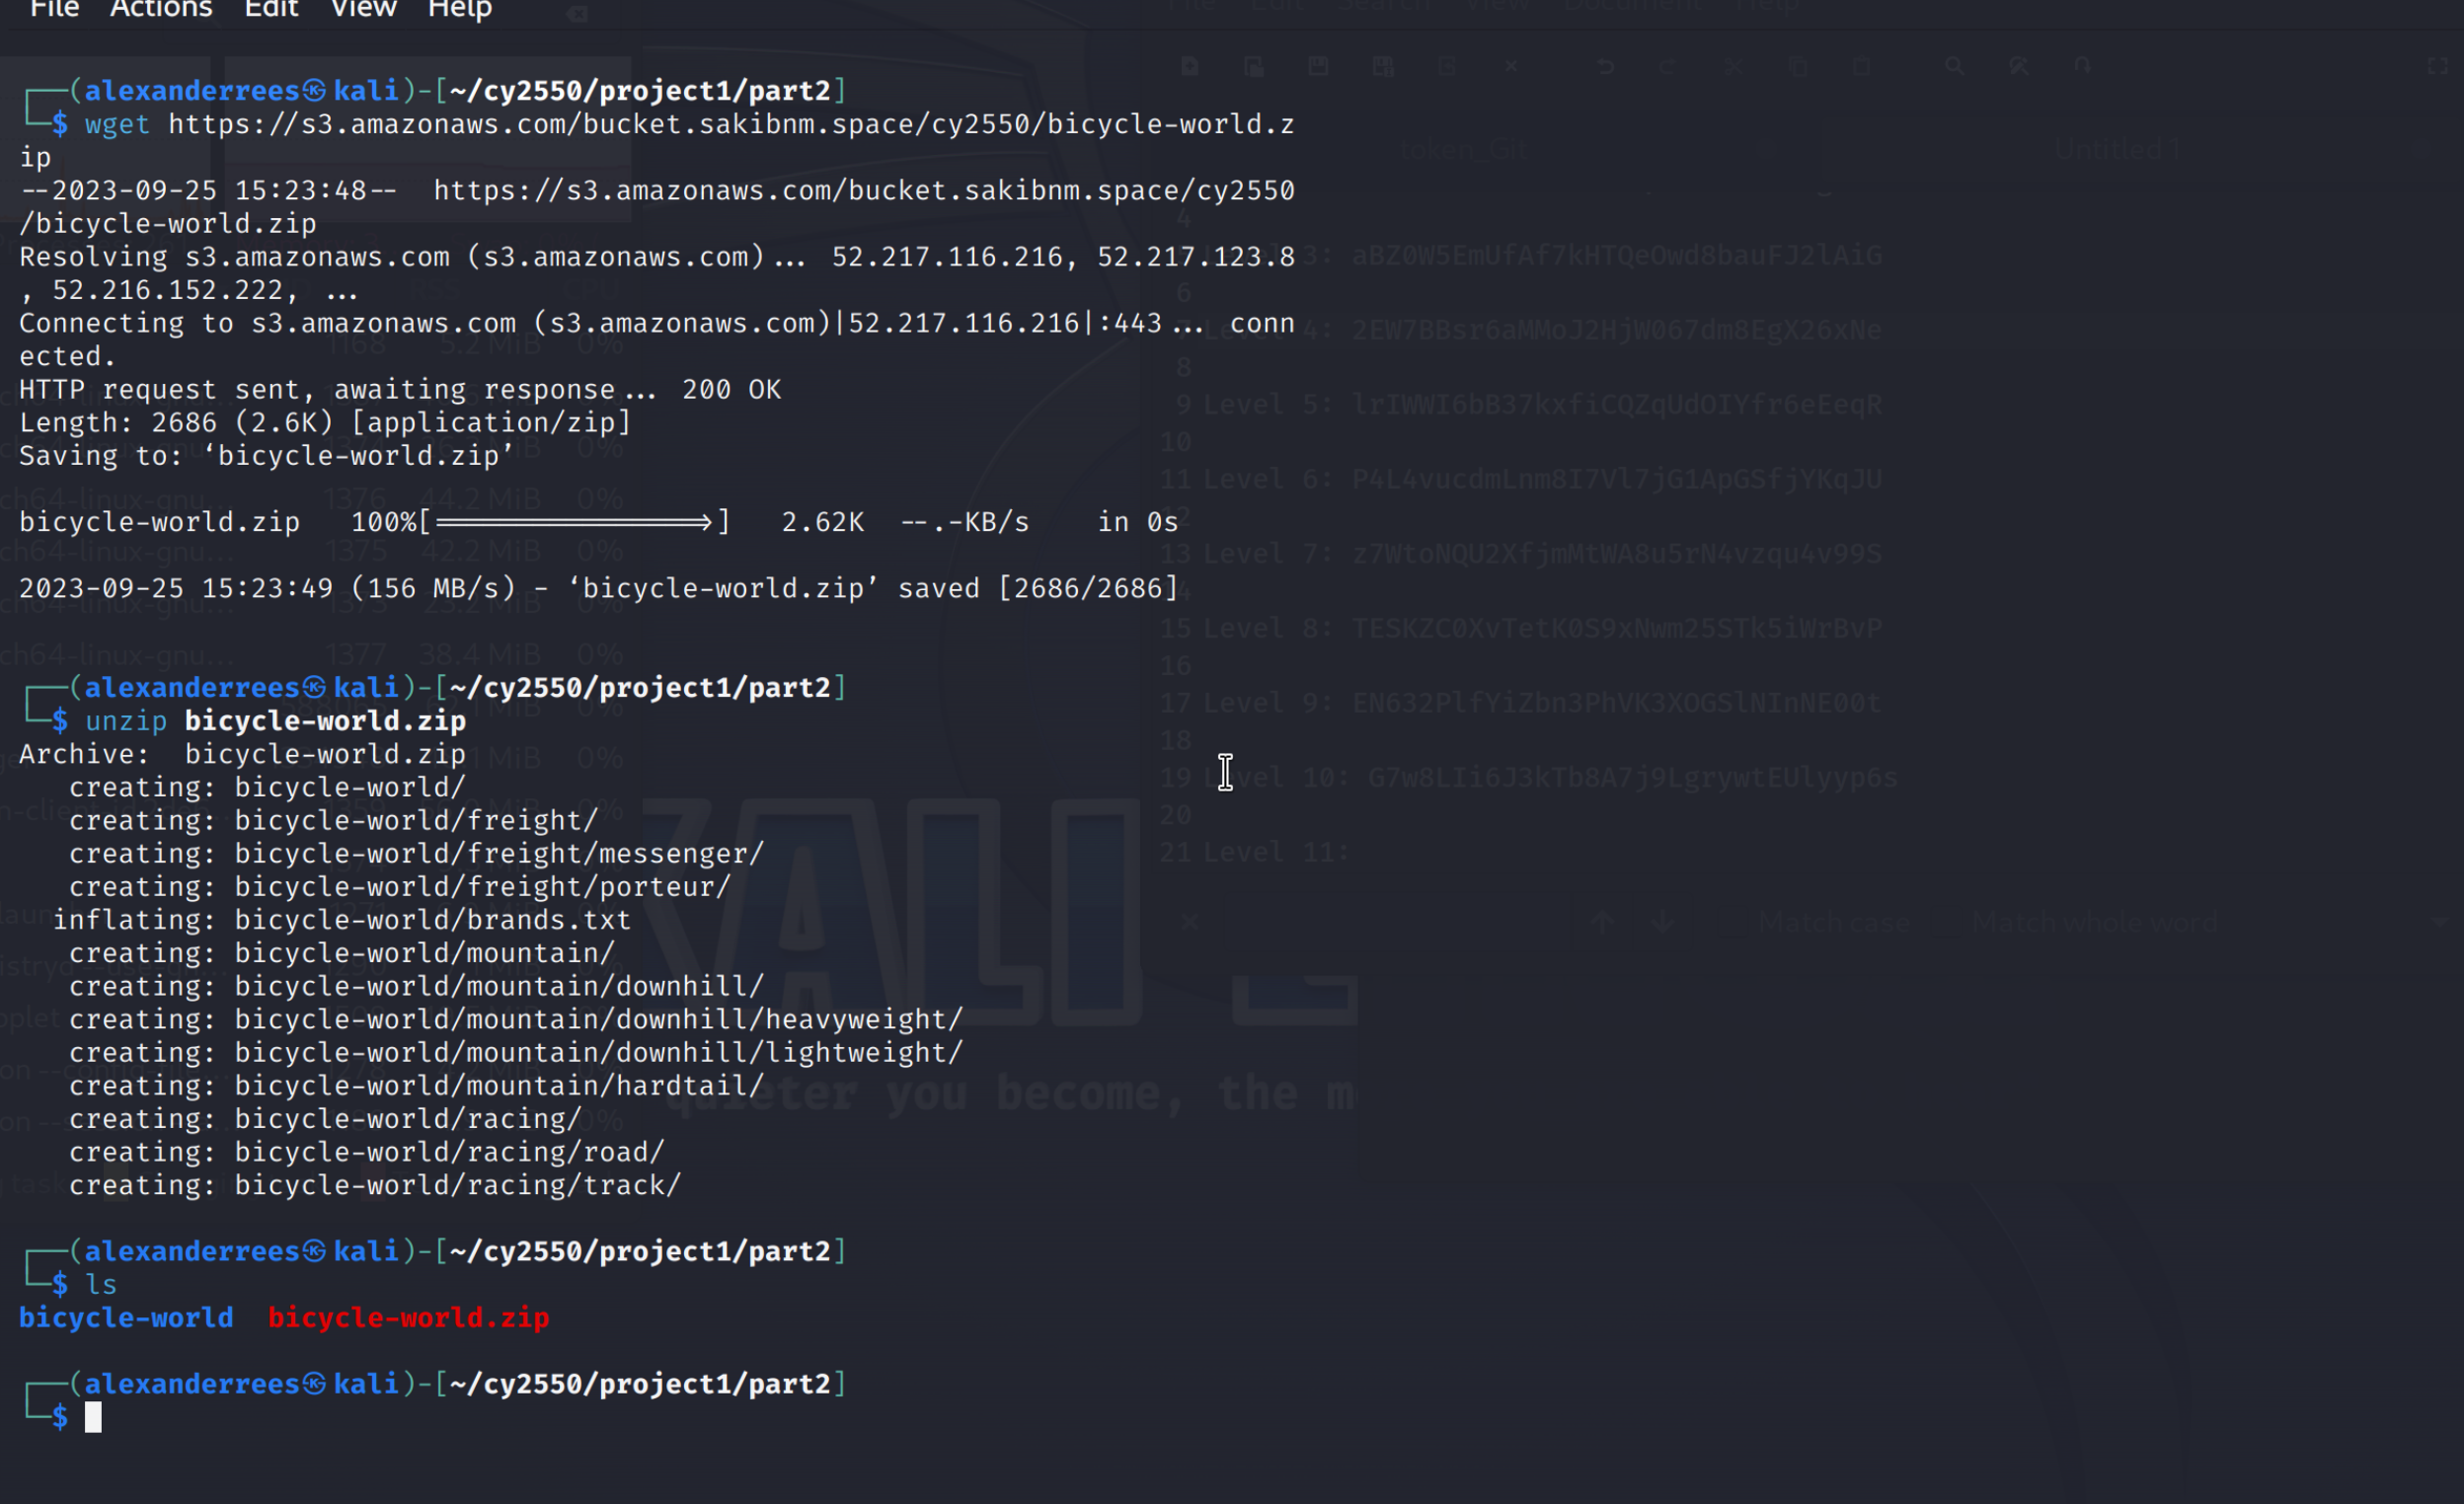 File Actions Edit View Help
┌──(alexanderrees㉿kali)-[~/cy2550/project1/part2]
└─$ wget https://s3.amazonaws.com/bucket.sakibnm.space/cy2550/bicycle-world.z
ip
--2023-09-25 15:23:48--  https://s3.amazonaws.com/bucket.sakibnm.space/cy2550
/bicycle-world.zip
Resolving s3.amazonaws.com (s3.amazonaws.com)... 52.217.116.216, 52.217.123.8
, 52.216.152.222, ...
Connecting to s3.amazonaws.com (s3.amazonaws.com)|52.217.116.216|:443... conn
ected.
HTTP request sent, awaiting response... 200 OK
Length: 2686 (2.6K) [application/zip]
Saving to: ‘bicycle-world.zip’
bicycle-world.zip   100%[================>]   2.62K  --.-KB/s    in 0s
2023-09-25 15:23:49 (156 MB/s) - ‘bicycle-world.zip’ saved [2686/2686]
┌──(alexanderrees㉿kali)-[~/cy2550/project1/part2]
└─$ unzip bicycle-world.zip
Archive:  bicycle-world.zip
   creating: bicycle-world/
   creating: bicycle-world/freight/
   creating: bicycle-world/freight/messenger/
   creating: bicycle-world/freight/porteur/
  inflating: bicycle-world/brands.txt
   creating: bicycle-world/mountain/
   creating: bicycle-world/mountain/downhill/
   creating: bicycle-world/mountain/downhill/heavyweight/
   creating: bicycle-world/mountain/downhill/lightweight/
   creating: bicycle-world/mountain/hardtail/
   creating: bicycle-world/racing/
   creating: bicycle-world/racing/road/
   creating: bicycle-world/racing/track/
┌──(alexanderrees㉿kali)-[~/cy2550/project1/part2]
└─$ ls
bicycle-world  bicycle-world.zip
┌──(alexanderrees㉿kali)-[~/cy2550/project1/part2]
└─$
File Edit Search View Document Help
token_Git
Untitled 1
4
3: aBZ0W5EmUfAf7kHTQeOwd8bauFJ2lAiG
6
4: 2EW7BBsr6aMMoJ2HjW067dm8EgX26xNe
8
9 Level 5: lrIWWI6bB37kxfiCQZqUdOIYfr6eEeqR
10
11 Level 6: P4L4vucdmLnm8I7Vl7jG1ApGSfjYKqJU
12
13 Level 7: z7WtoNQU2XfjmMtWA8u5rN4vzqu4v99S
15 Level 8: TESKZC0XvTetK0S9xNwm25STk5iWrBvP
16
17 Level 9: EN632PlfYiZbn3PhVK3XOGSlNInNE00t
18
19 Level 10: G7w8LIi6J3kTb8A7j9LgrywtEUlyyp6s
20
21 Level 11:
Match case Match whole word
KALI
quieter you become, the m